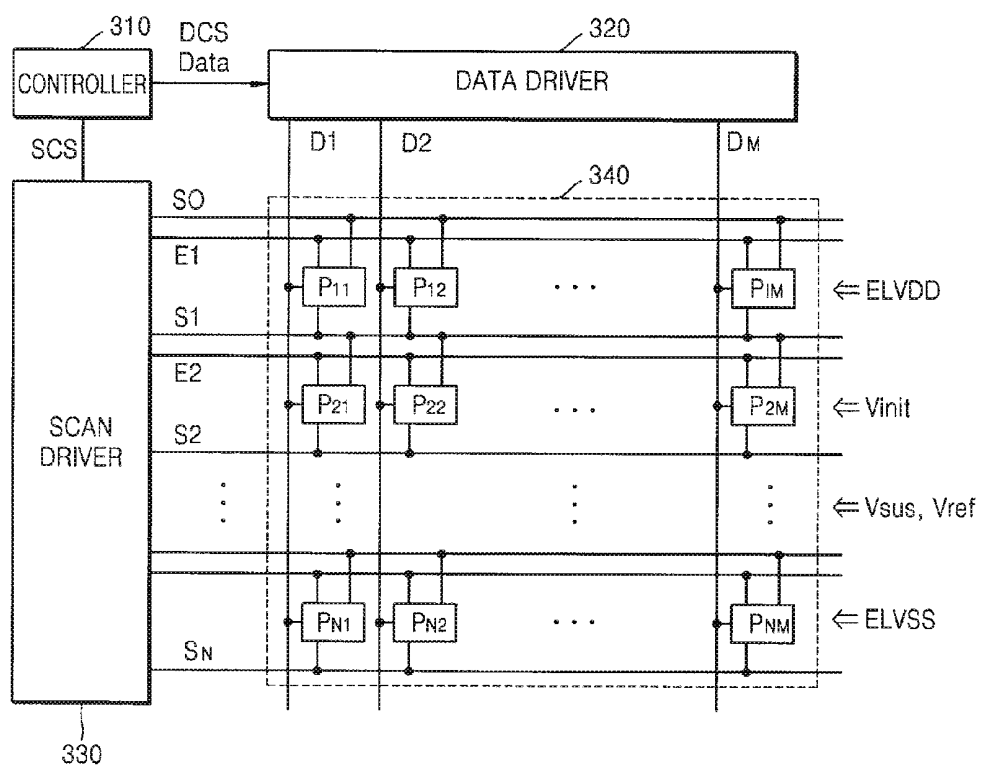 310
DCS
Data
320
CONTROLLER
DATA DRIVER
SCS
D1
D2
DM
340
S0
E1
P11
P12
...
P1M
⇐ ELVDD
S1
E2
P21
P22
...
P2M
⇐ Vinit
SCAN
DRIVER
S2
⇐ Vsus, Vref
PN1
PN2
...
PNM
⇐ ELVSS
SN
330